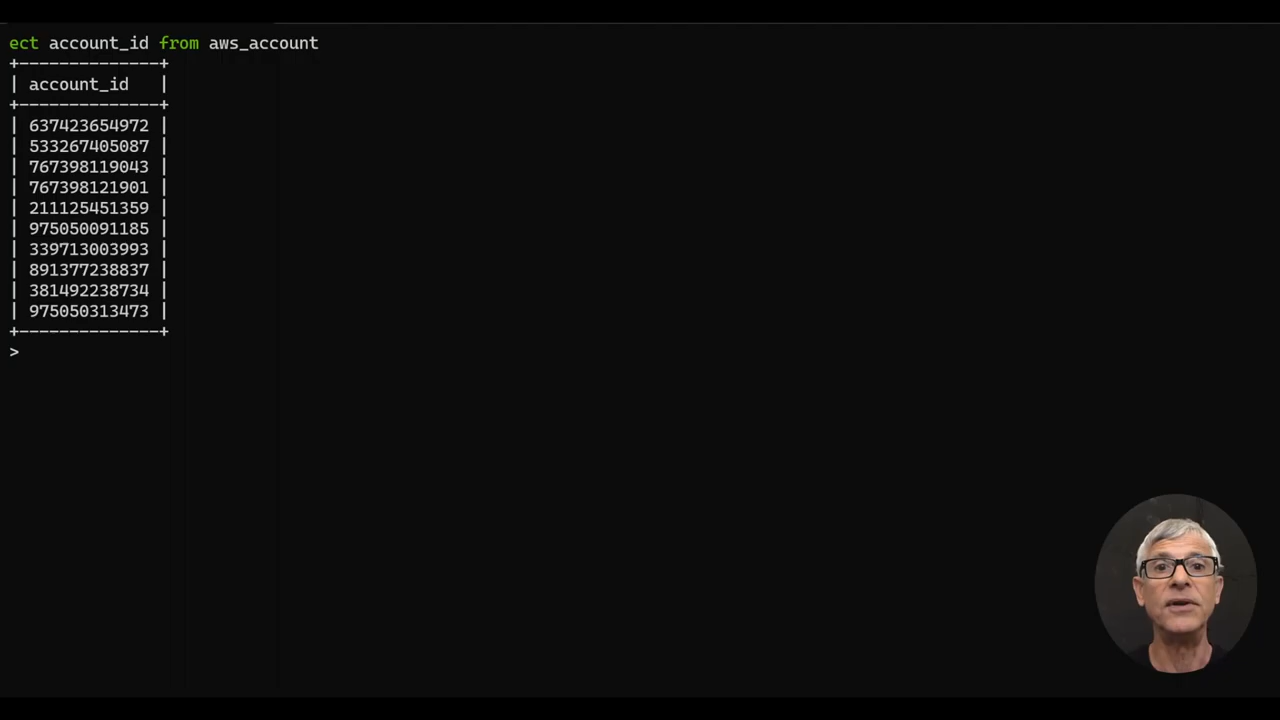 ect account_id from aws_account
+--------------+
| account_id   |
+--------------+
| 637423654972 |
| 533267405087 |
| 767398119043 |
| 767398121901 |
| 211125451359 |
| 975050091185 |
| 339713003993 |
| 891377238837 |
| 381492238734 |
| 975050313473 |
+--------------+
>